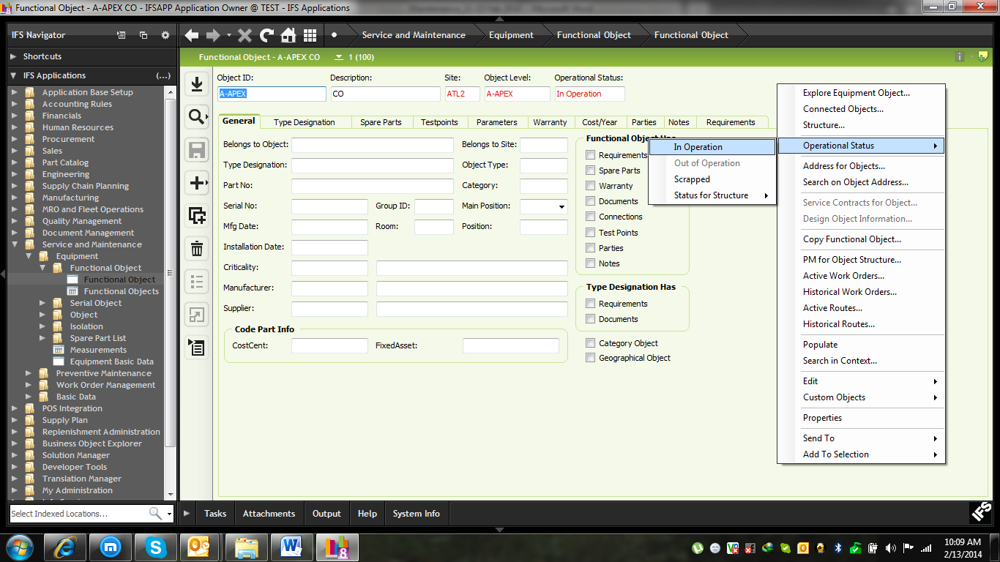 Functional Object - A-APEX CO - IFSAPP Application Owner @ TEST - IFS Applications
IFS Navigator
Service and Maintenance
Equipment
Functional Object
Functional Object
Shortcuts
IFS Applications
(...)
Application Base Setup
Accounting Rules
Financials
Human Resources
Procurement
Sales
Part Catalog
Engineering
Supply Chain Planning
Manufacturing
MRO and Fleet Operations
Quality Management
Document Management
Service and Maintenance
Equipment
Functional Object
Functional Object
Functional Objects
Serial Object
Object
Isolation
Spare Part List
Measurements
Equipment Basic Data
Preventive Maintenance
Work Order Management
Basic Data
POS Integration
Supply Plan
Replenishment Administration
Business Object Explorer
Solution Manager
Developer Tools
Translation Manager
My Administration
Select Indexed Locations...
Functional Object - A-APEX CO
1 (100)
Object ID:
Description:
Site:
Object Level:
Operational Status:
A-APEX
CO
ATL2
A-APEX
In Operation
General
Type Designation
Spare Parts
Testpoints
Parameters
Warranty
Cost/Year
Parties
Notes
Requirements
Belongs to Object:
Belongs to Site:
Type Designation:
Object Type:
Part No:
Category:
Serial No:
Group ID:
Main Position:
Mfg Date:
Room:
Position:
Installation Date:
Criticality:
Manufacturer:
Supplier:
Code Part Info
CostCent:
FixedAsset:
Functional Object Has
Requirements
Spare Parts
Warranty
Documents
Connections
Test Points
Parties
Notes
Type Designation Has
Requirements
Documents
Category Object
Geographical Object
In Operation
Out of Operation
Scrapped
Status for Structure
Explore Equipment Object...
Connected Objects...
Structure...
Operational Status
Address for Objects...
Search on Object Address...
Service Contracts for Object...
Design Object Information...
Copy Functional Object...
PM for Object Structure...
Active Work Orders...
Historical Work Orders...
Active Routes...
Historical Routes...
Populate
Search in Context...
Edit
Custom Objects
Properties
Send To
Add To Selection
Tasks
Attachments
Output
Help
System Info
IFS
8
10:09 AM
2/13/2014